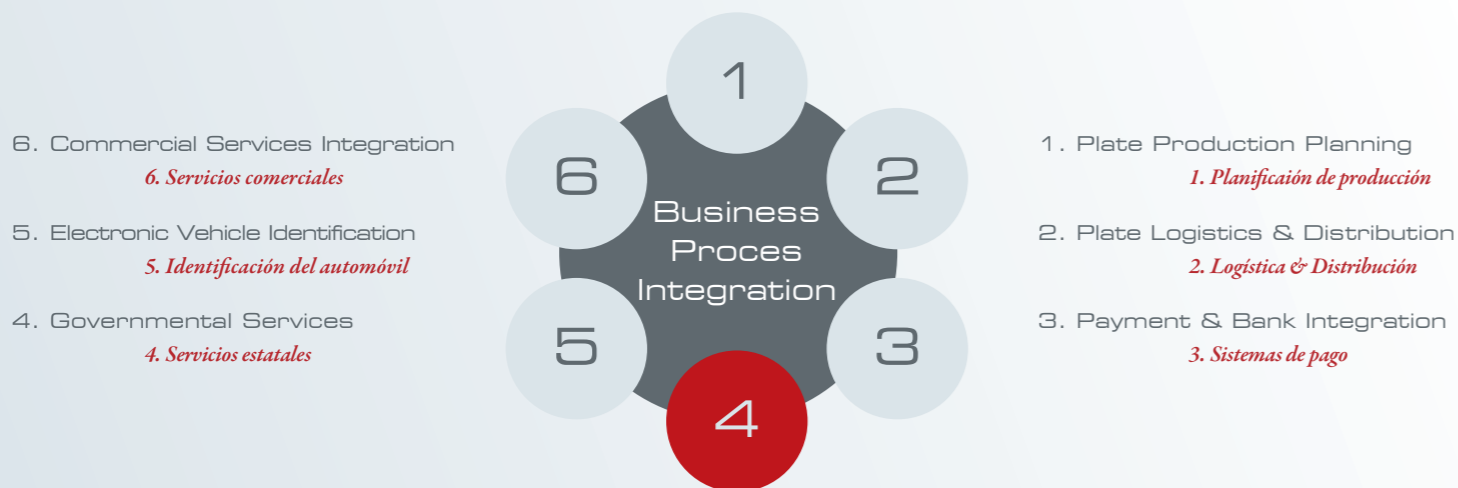 1
6
2
Business
Proces
Integration
5
3
4
6. Commercial Services Integration
6. Servicios comerciales
5. Electronic Vehicle Identification
5. Identificación del automóvil
4. Governmental Services
4. Servicios estatales
1. Plate Production Planning
1. Planificaión de producción
2. Plate Logistics & Distribution
2. Logística & Distribución
3. Payment & Bank Integration
3. Sistemas de pago